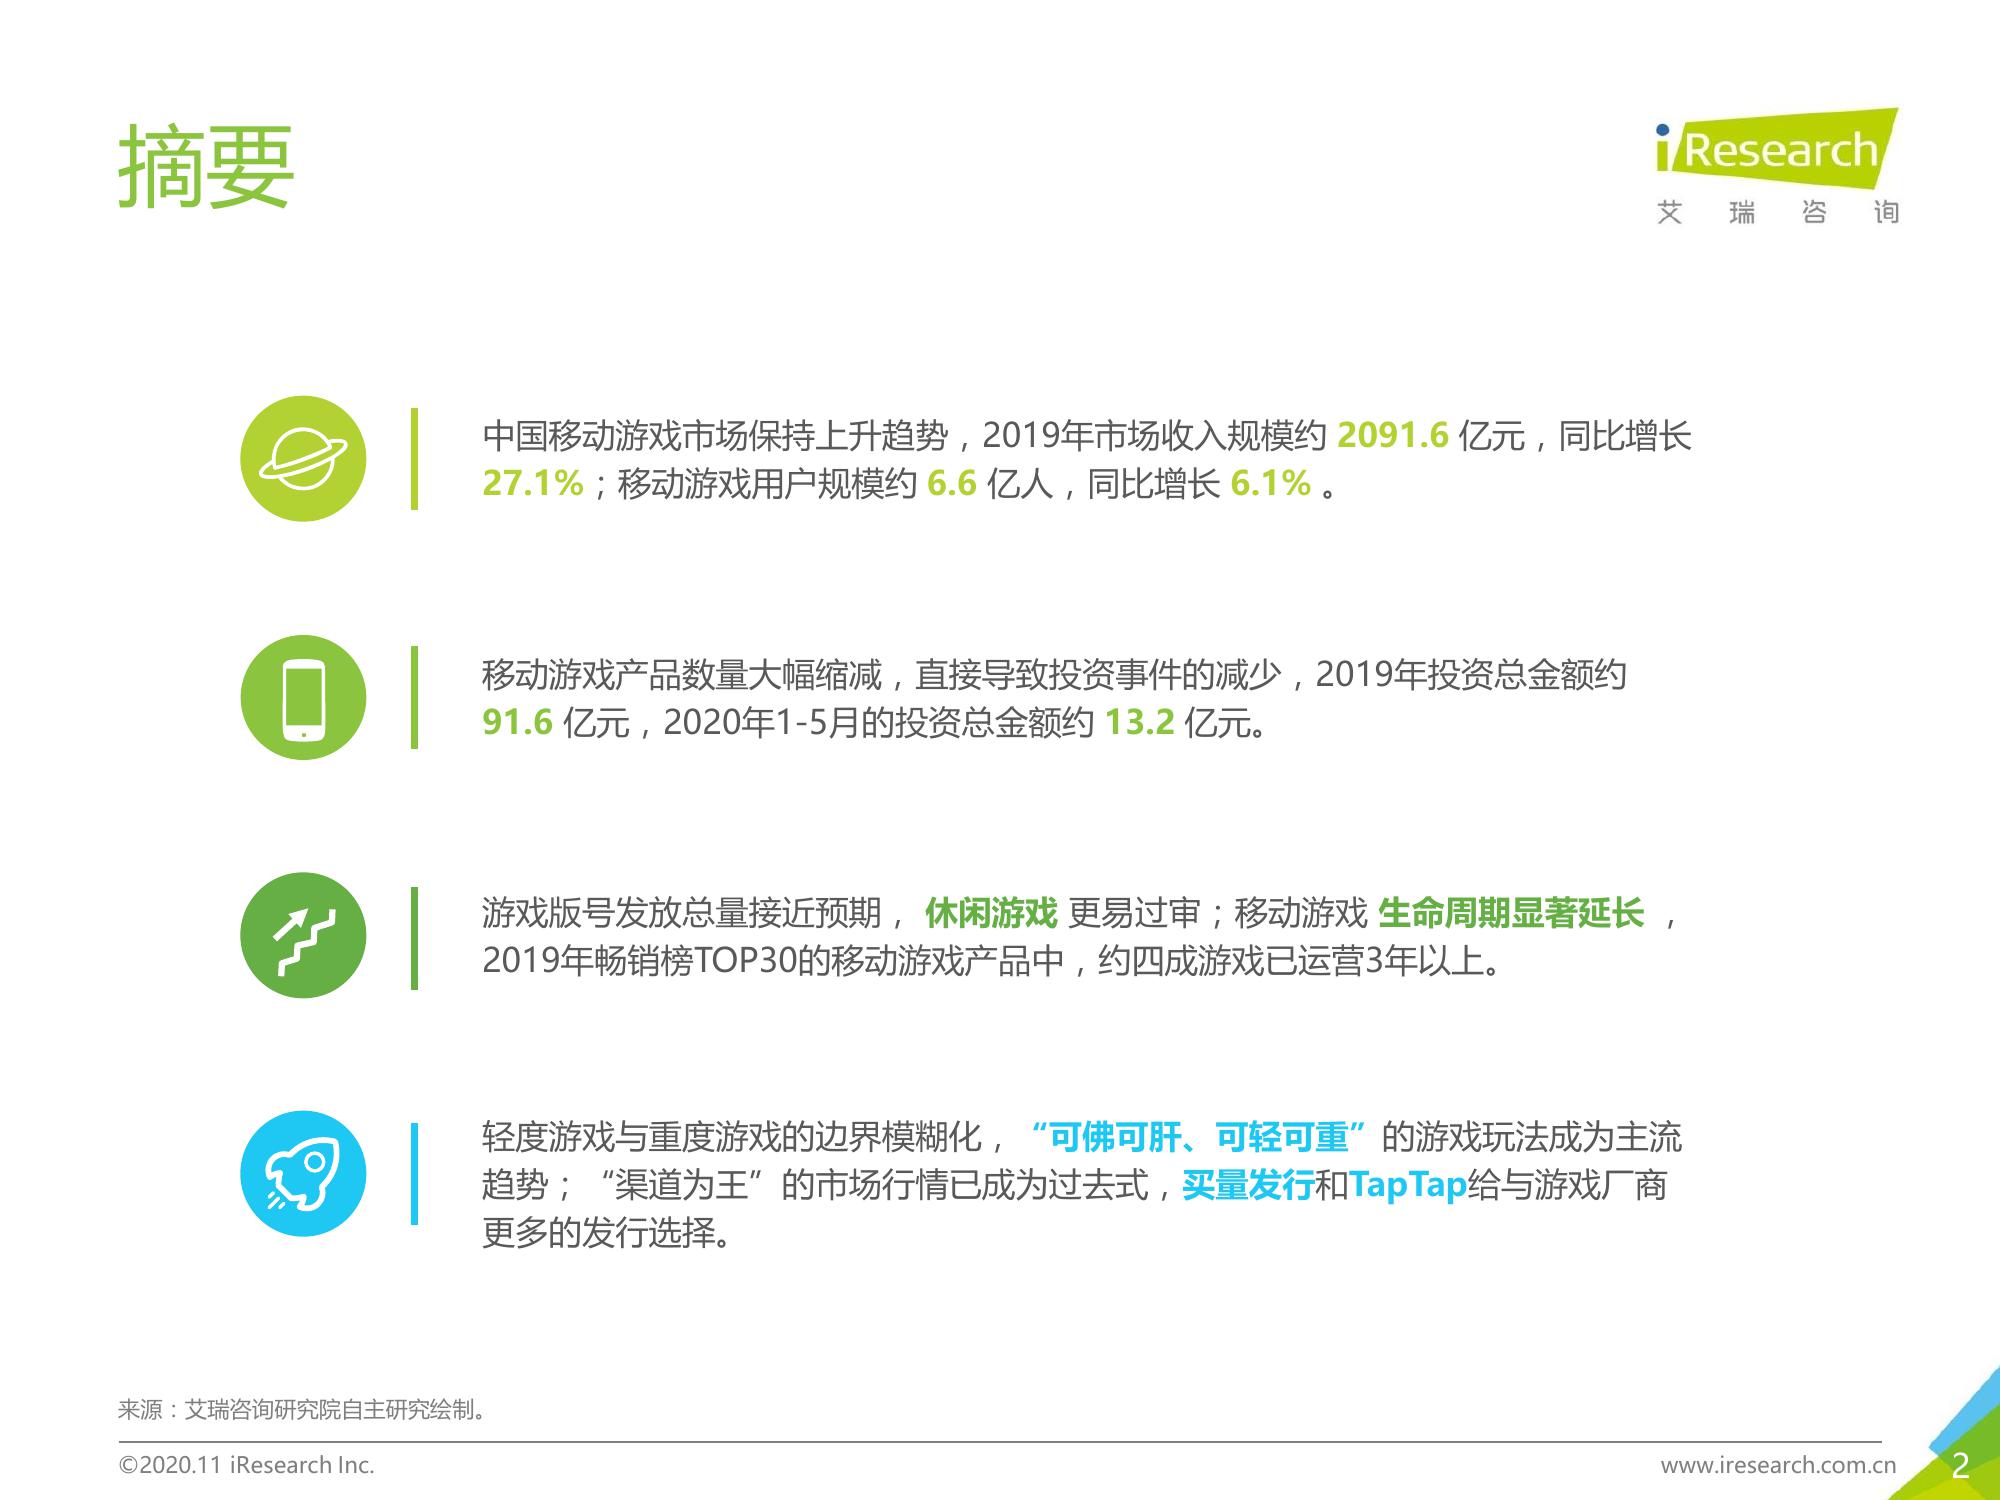 摘要
iResearch
艾瑞咨询
中国移动游戏市场保持上升趋势，2019年市场收入规模约 2091.6 亿元，同比增长
27.1%；移动游戏用户规模约 6.6 亿人，同比增长 6.1% 。
移动游戏产品数量大幅缩减，直接导致投资事件的减少，2019年投资总金额约
91.6 亿元，2020年1-5月的投资总金额约 13.2 亿元。
游戏版号发放总量接近预期， 休闲游戏 更易过审；移动游戏 生命周期显著延长 ，
2019年畅销榜TOP30的移动游戏产品中，约四成游戏已运营3年以上。
轻度游戏与重度游戏的边界模糊化， “可佛可肝、可轻可重” 的游戏玩法成为主流
趋势；“渠道为王”的市场行情已成为过去式，买量发行和TapTap给与游戏厂商
更多的发行选择。
来源：艾瑞咨询研究院自主研究绘制。
©2020.11 iResearch Inc.
www.iresearch.com.cn
2